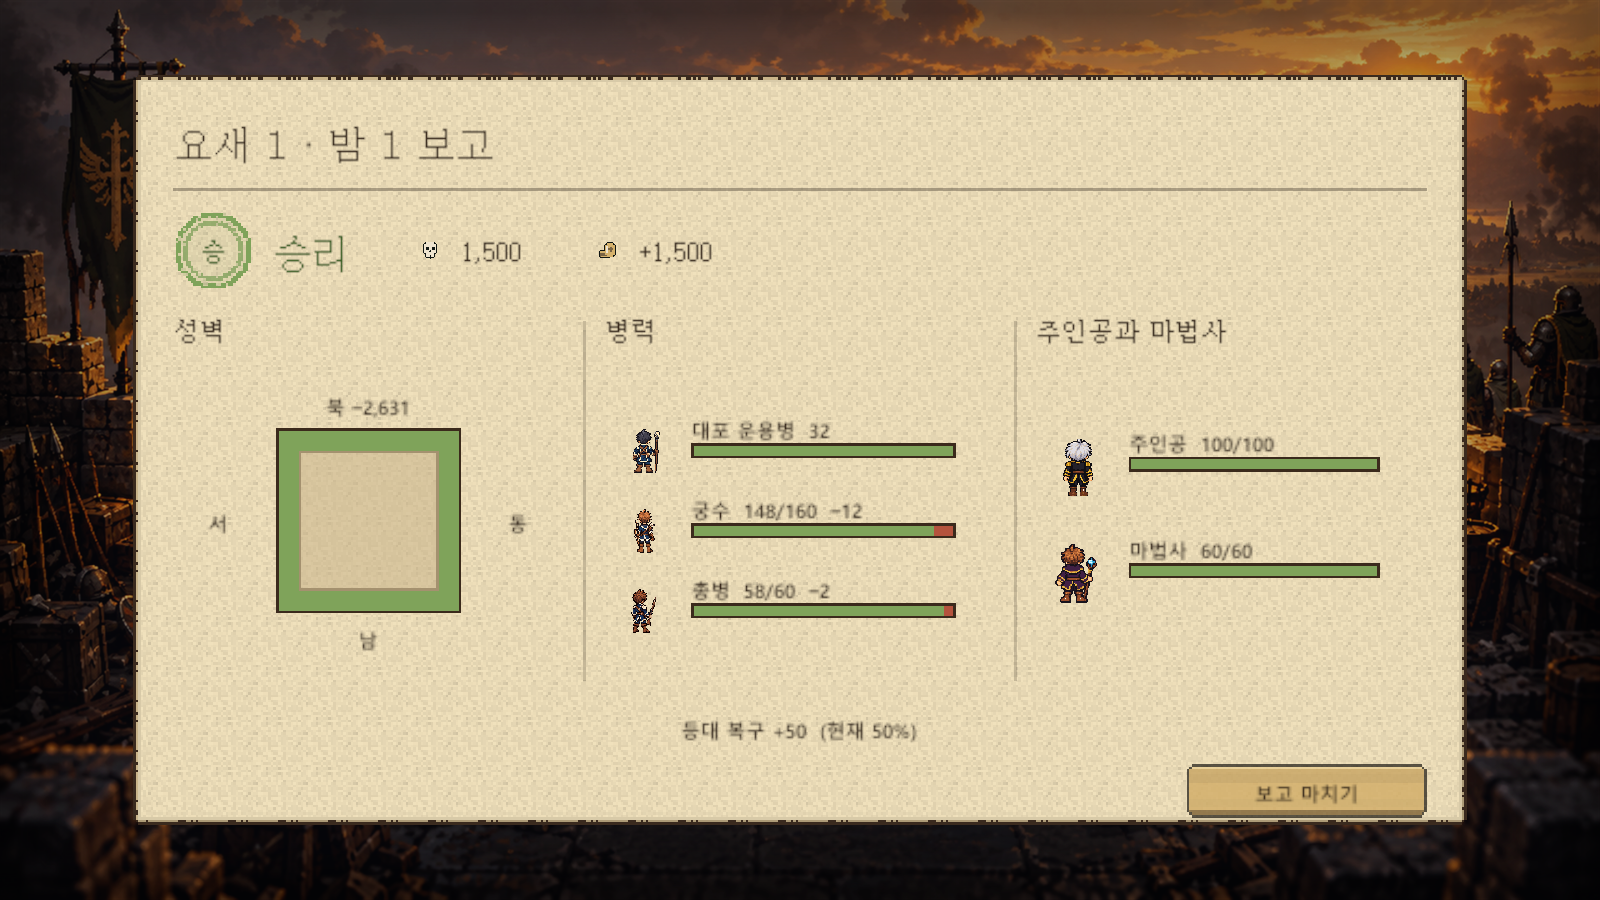 요새 1 · 밤 1 보고
승 승리 1,500 +1,500
성벽
북 -2,631
서
동
남
병력
대포 운용병 32
궁수 148/160 -12
총병 58/60 -2
주인공과 마법사
주인공 100/100
마법사 60/60
등대 복구 +50 (현재 50%)
보고 마치기